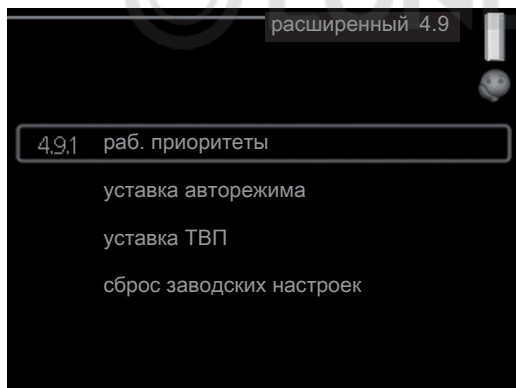 расширенный 4.9
4.9.1 раб. приоритеты
уставка авторежима
уставка ТВП
сброс заводских настроек